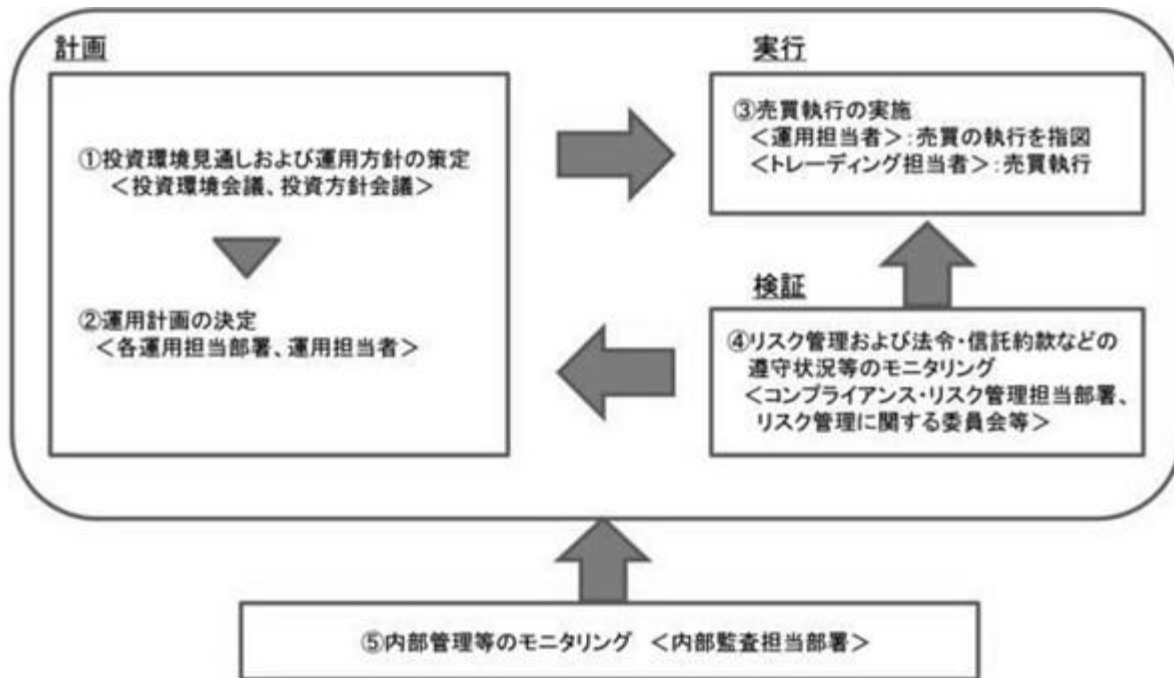 計画
①投資環境見通しおよび運用方針の策定
＜投資環境会議、投資方針会議＞
②運用計画の決定
＜各運用担当部署、運用担当者＞
実行
③売買執行の実施
＜運用担当者＞：売買の執行を指図
＜トレーディング担当者＞：売買執行
検証
④リスク管理および法令・信託約款などの
遵守状況等のモニタリング
＜コンプライアンス・リスク管理担当部署、
リスク管理に関する委員会等＞
⑤内部管理等のモニタリング ＜内部監査担当部署＞